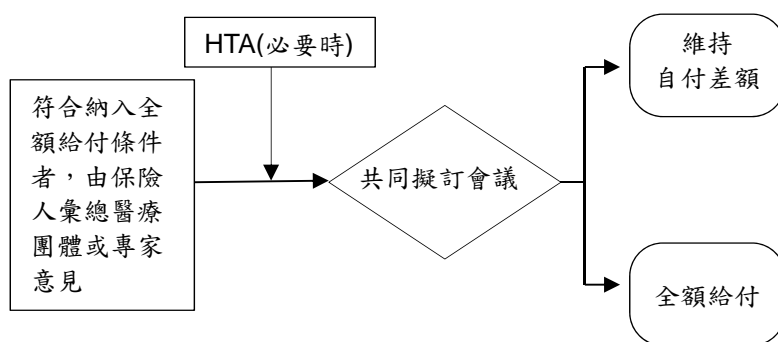 HTA(必要時)
符合納入全
額給付條件
者，由保險
人彙總醫療
團體或專家
意見
共同擬訂會議
維持
自付差額
全額給付